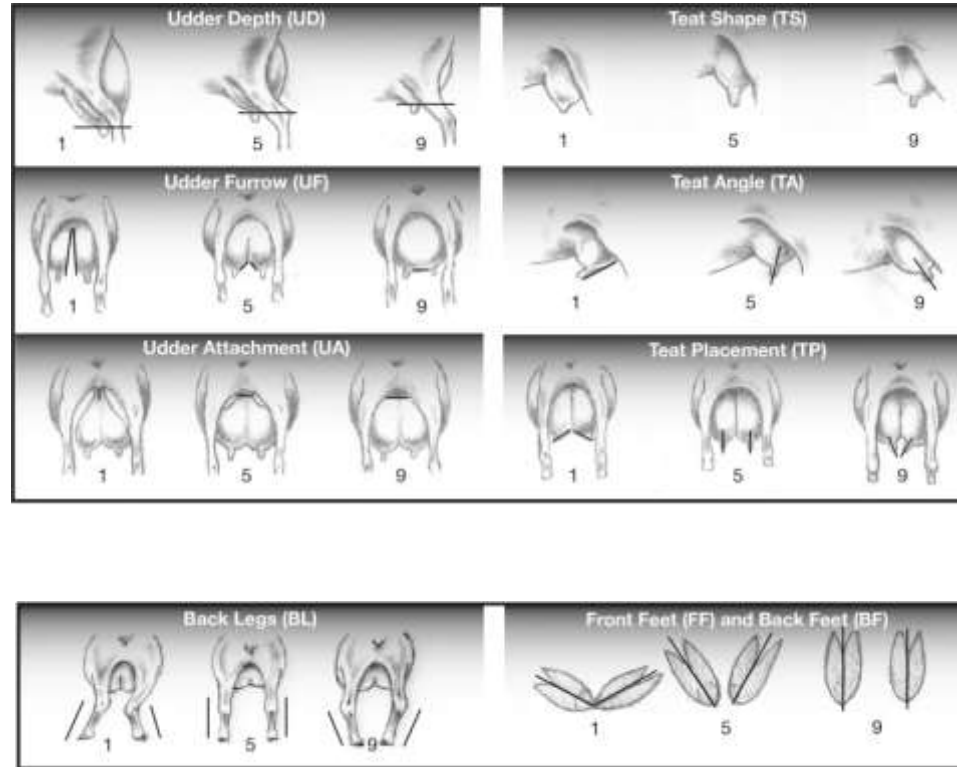 Udder Depth (UD)
1 5 9
Teat Shape (TS)
1 5 9
Udder Furrow (UF)
1 5 9
Teat Angle (TA)
1 5 9
Udder Attachment (UA)
1 5 9
Teat Placement (TP)
1 5 9
Back Legs (BL)
1 5 9
Front Feet (FF) and Back Feet (BF)
1 5 9